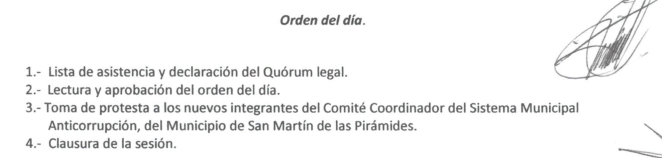 Orden del día.
1.- Lista de asistencia y declaración del Quórum legal.
2.- Lectura y aprobación del orden del día.
3.- Toma de protesta a los nuevos integrantes del Comité Coordinador del Sistema Municipal
Anticorrupción, del Municipio de San Martín de las Pirámides.
4.- Clausura de la sesión.